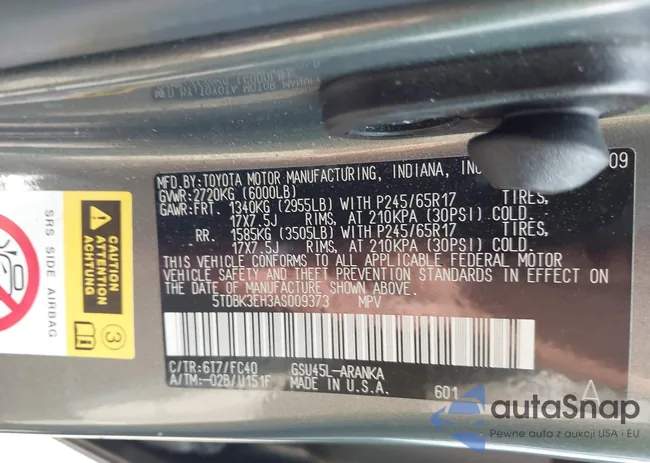 MFD.BY:TOYOTA MOTOR MANUFACTURING, INDIANA, INC 09
GVWR:2720KG (6000LB)
GAWR:FRT. 1340KG (2955LB) WITH P245/65R17 TIRES,
17X7.5J RIMS, AT 210KPA (30PSI) COLD.
RR. 1585KG (3505LB) WITH P245/65R17 TIRES,
17X7.5J RIMS, AT 210KPA (30PSI) COLD.
THIS VEHICLE CONFORMS TO ALL APPLICABLE FEDERAL MOTOR
VEHICLE SAFETY AND THEFT PREVENTION STANDARDS IN EFFECT ON
THE DATE OF MANUFACTURE SHOWN ABOVE.
5TDBK3EH3AS009373 MPV
C/TR:6T7/FC40 GSU45L-ARANKA
A/TM:-02B/U151F MADE IN U.S.A. 601 A
SRS SIDE AIRBAG
CAUTION
ATTENTION
ACHTUNG
3
autaSnap
Pewne auto z aukcji USA i EU